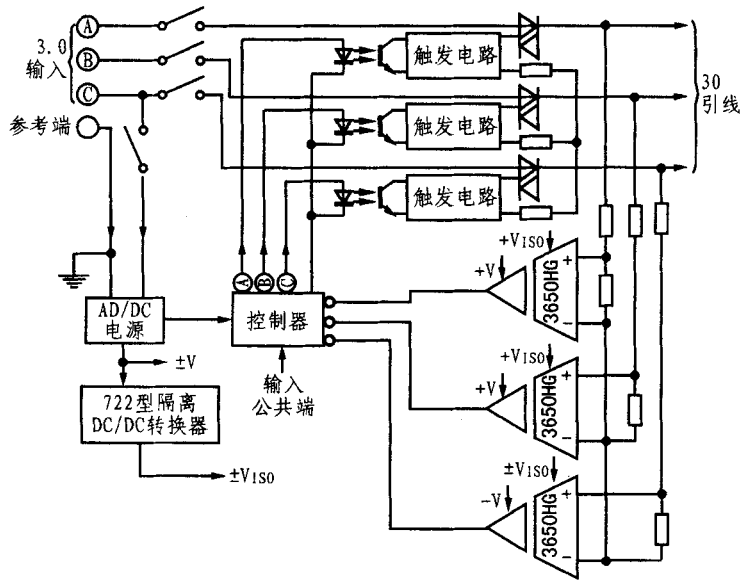 3.0
输入
A
B
C
参考端
触发电路
触发电路
触发电路
30
引线
A
B
C
AD/DC
电源
控制器
输入
公共端
±V
722型隔离
DC/DC转换器
±VISO
+VISO
+V
3650HG
+
−
+VISO
+V
3650HG
+
−
±VISO
−V
3650HG
+
−